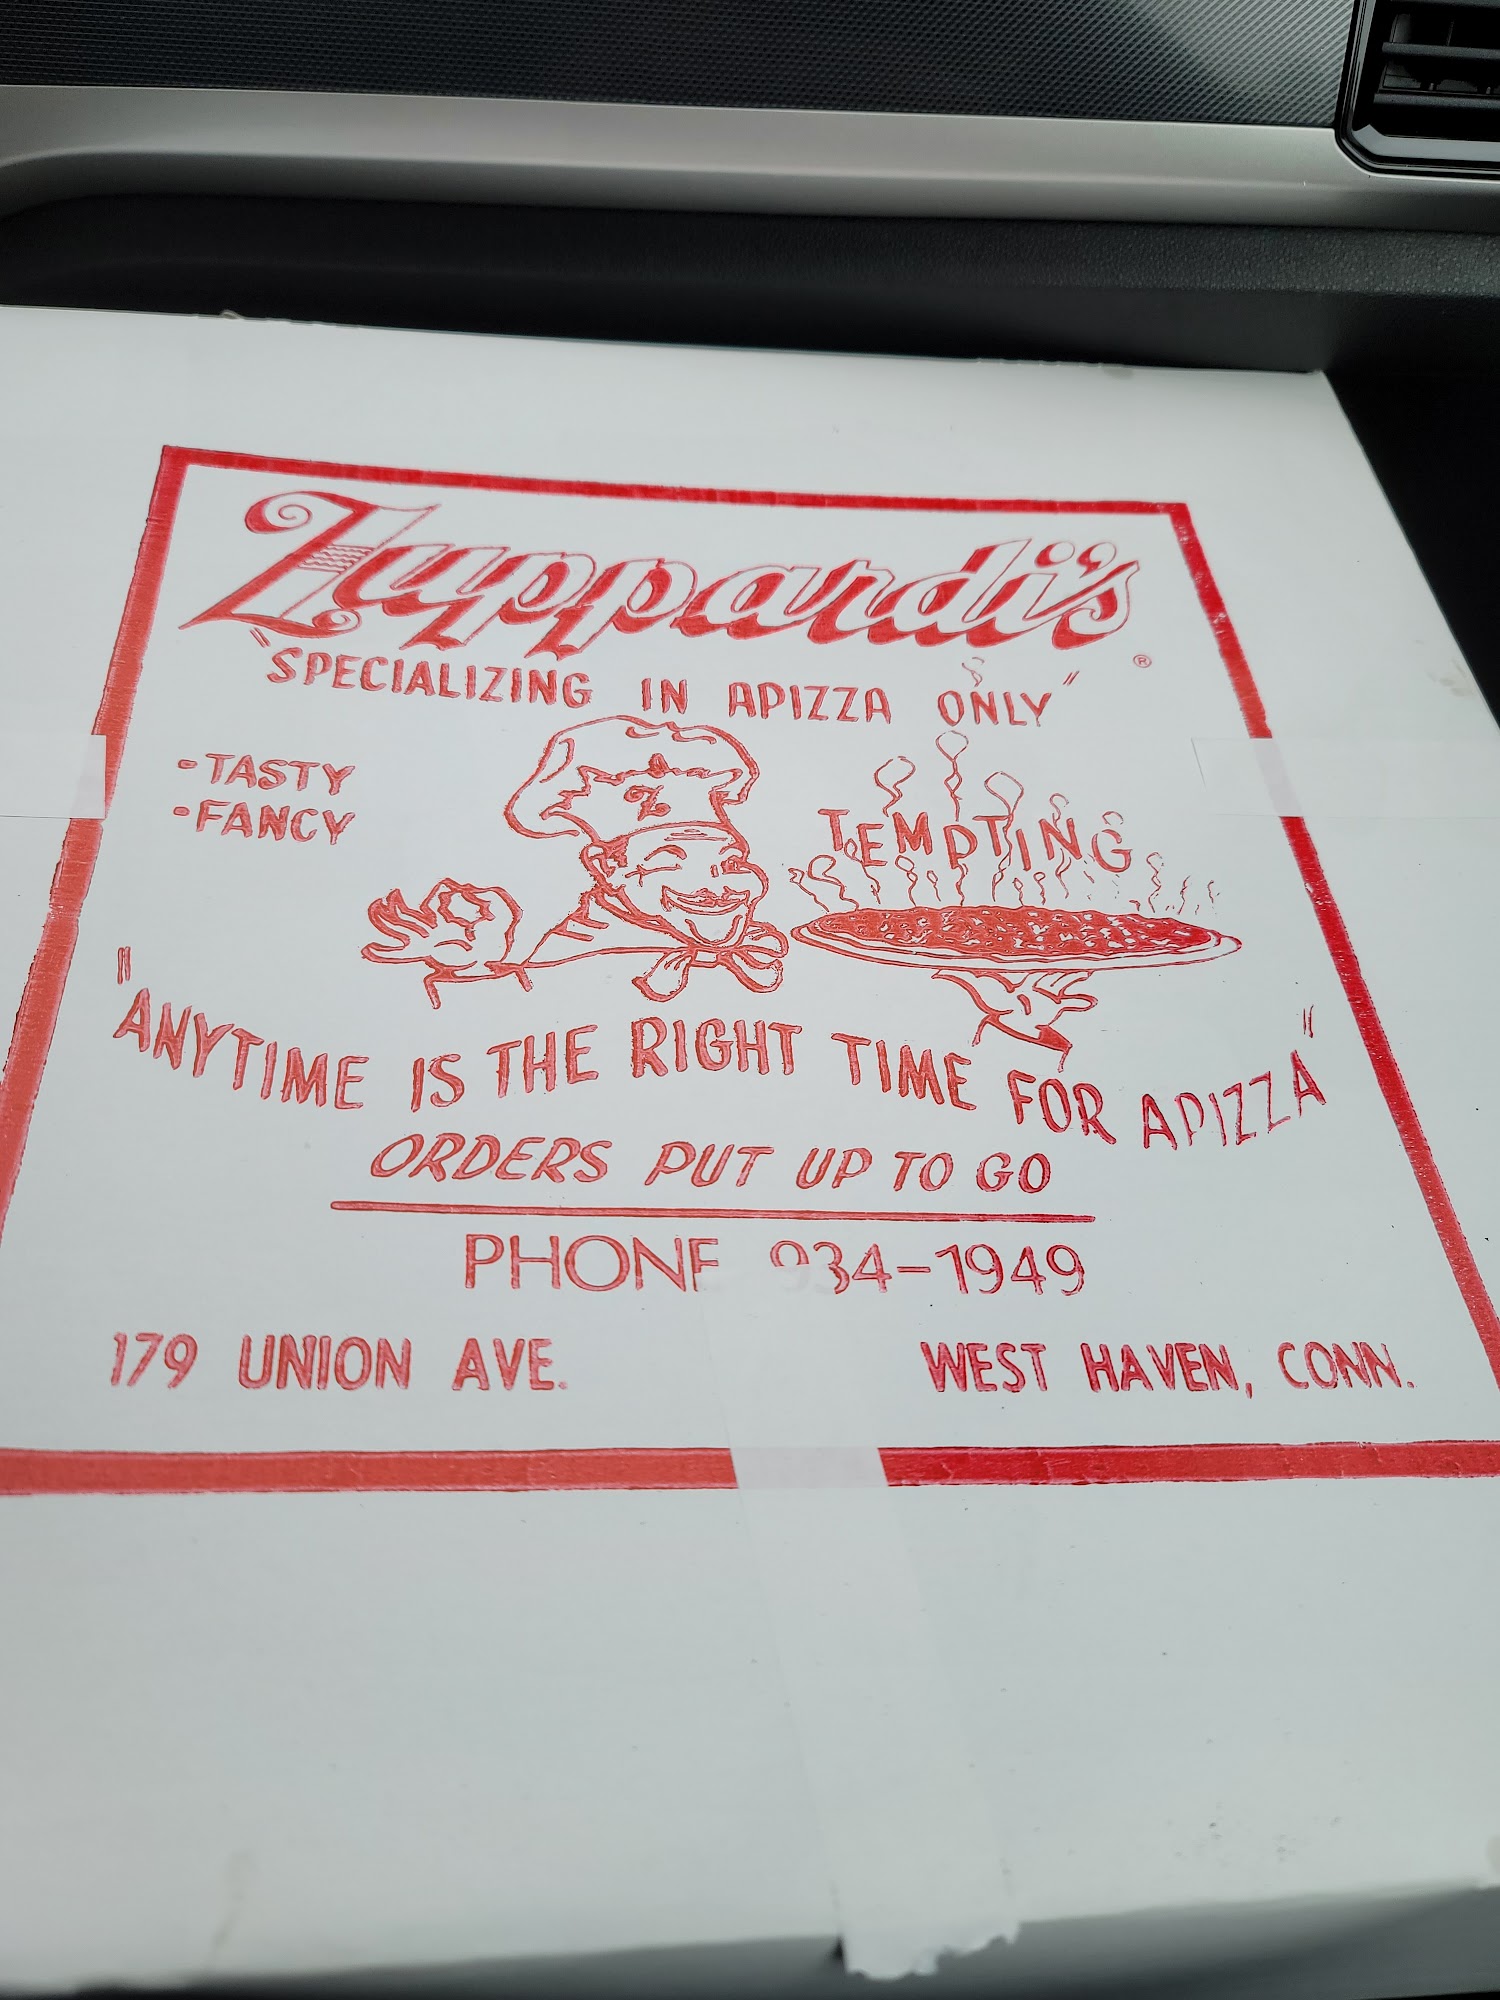 Zuppardi's
®
"SPECIALIZING IN APIZZA ONLY"
-TASTY
-FANCY
TEMPTING
Z
"ANYTIME IS THE RIGHT TIME FOR APIZZA"
ORDERS PUT UP TO GO
PHONE 934-1949
179 UNION AVE. WEST HAVEN, CONN.